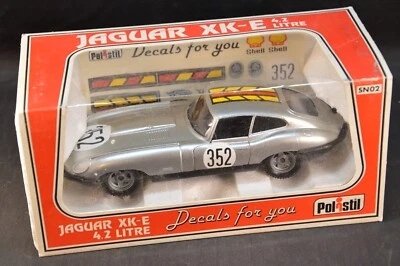 JAGUAR XK-E 4.2 LITRE
Decals for you
Shell Shell
352
SN02
352
352
JAGUAR XK-E
4.2 LITRE
Decals for you
Polistil